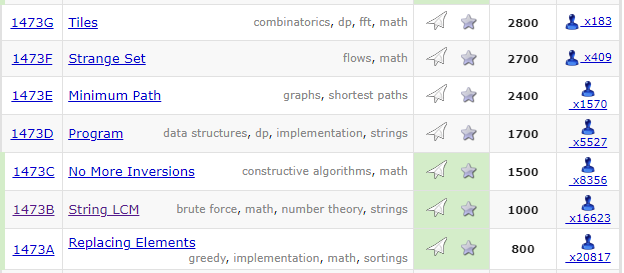 1473G Tiles combinatorics, dp, fft, math 2800 x183
1473F Strange Set flows, math 2700 x409
1473E Minimum Path graphs, shortest paths 2400 x1570
1473D Program data structures, dp, implementation, strings 1700 x5527
1473C No More Inversions constructive algorithms, math 1500 x8356
1473B String LCM brute force, math, number theory, strings 1000 x16623
1473A Replacing Elements 800 x20817
greedy, implementation, math, sortings